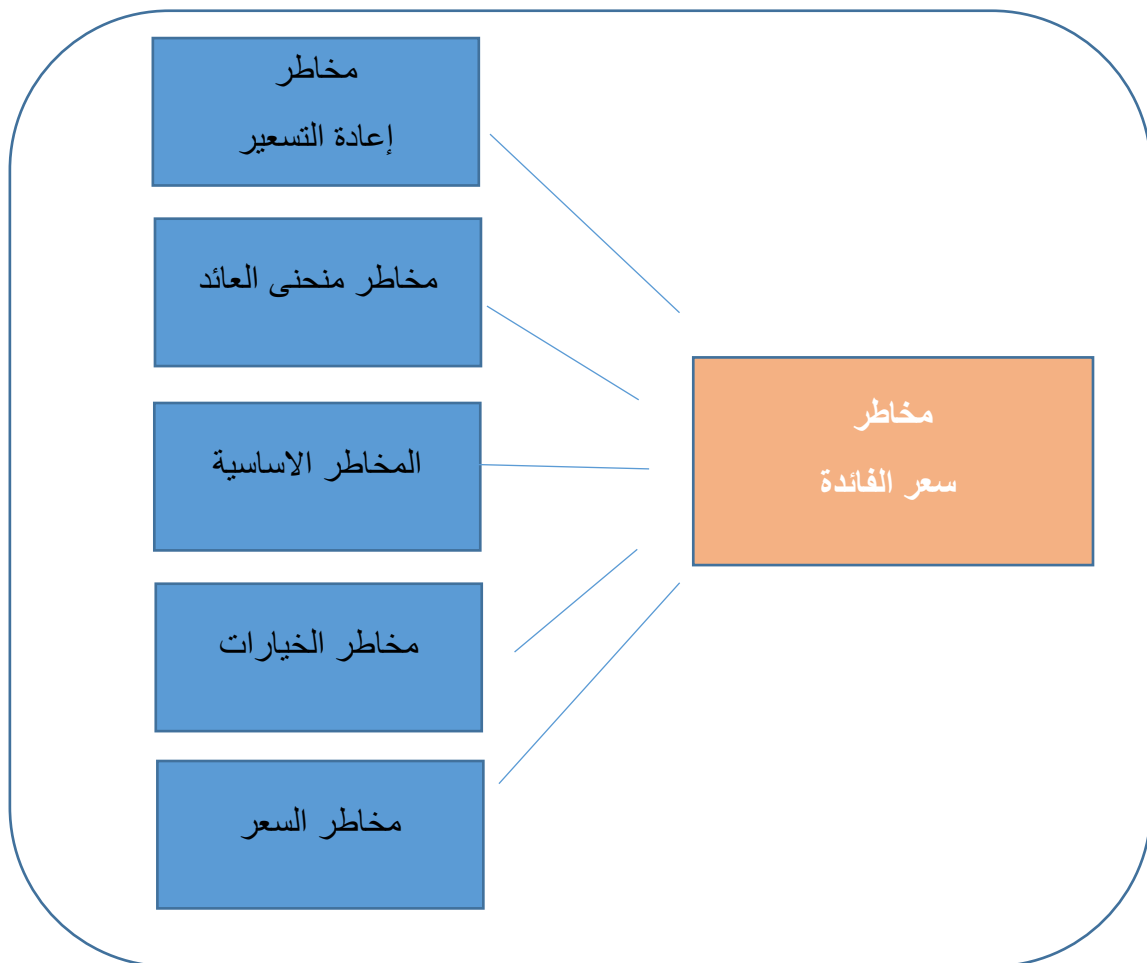 مخاطر
سعر الفائدة
مخاطر
إعادة التسعير
مخاطر منحنى العائد
المخاطر الاساسية
مخاطر الخيارات
مخاطر السعر